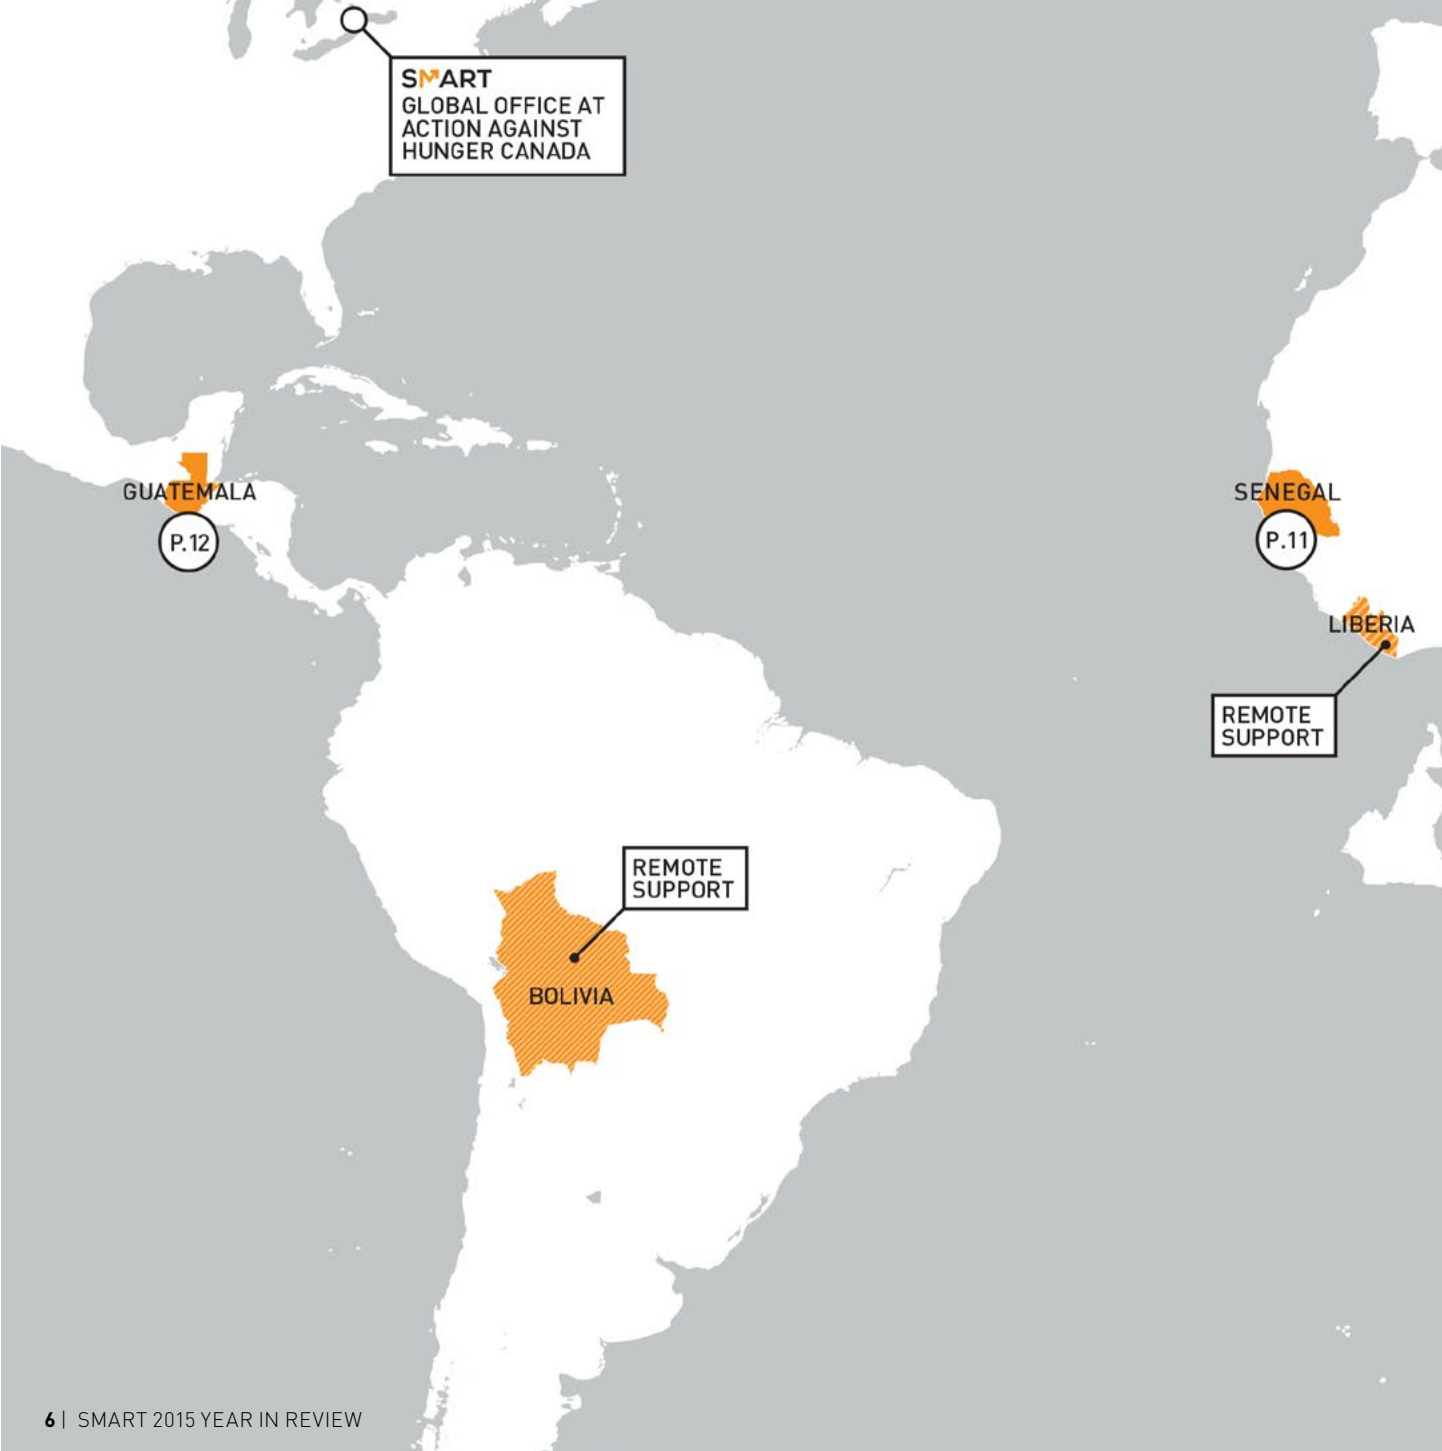 SMART
GLOBAL OFFICE AT
ACTION AGAINST
HUNGER CANADA
GUATEMALA
P.12
SENEGAL
P.11
LIBERIA
REMOTE
SUPPORT
REMOTE
SUPPORT
BOLIVIA
6 | SMART 2015 YEAR IN REVIEW